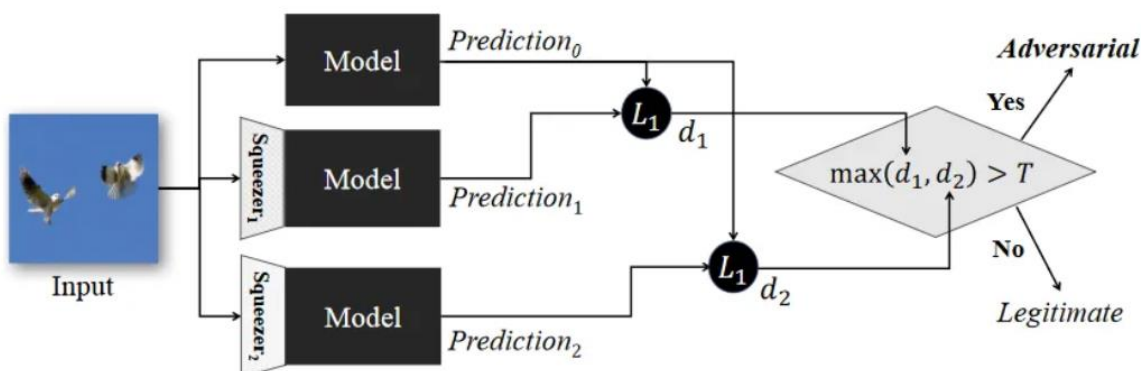 Input
Model
Prediction₀
Squeezer₁
Model
Prediction₁
Squeezer₂
Model
Prediction₂
L₁
d₁
L₁
d₂
max(d₁, d₂) > T
Yes
Adversarial
No
Legitimate